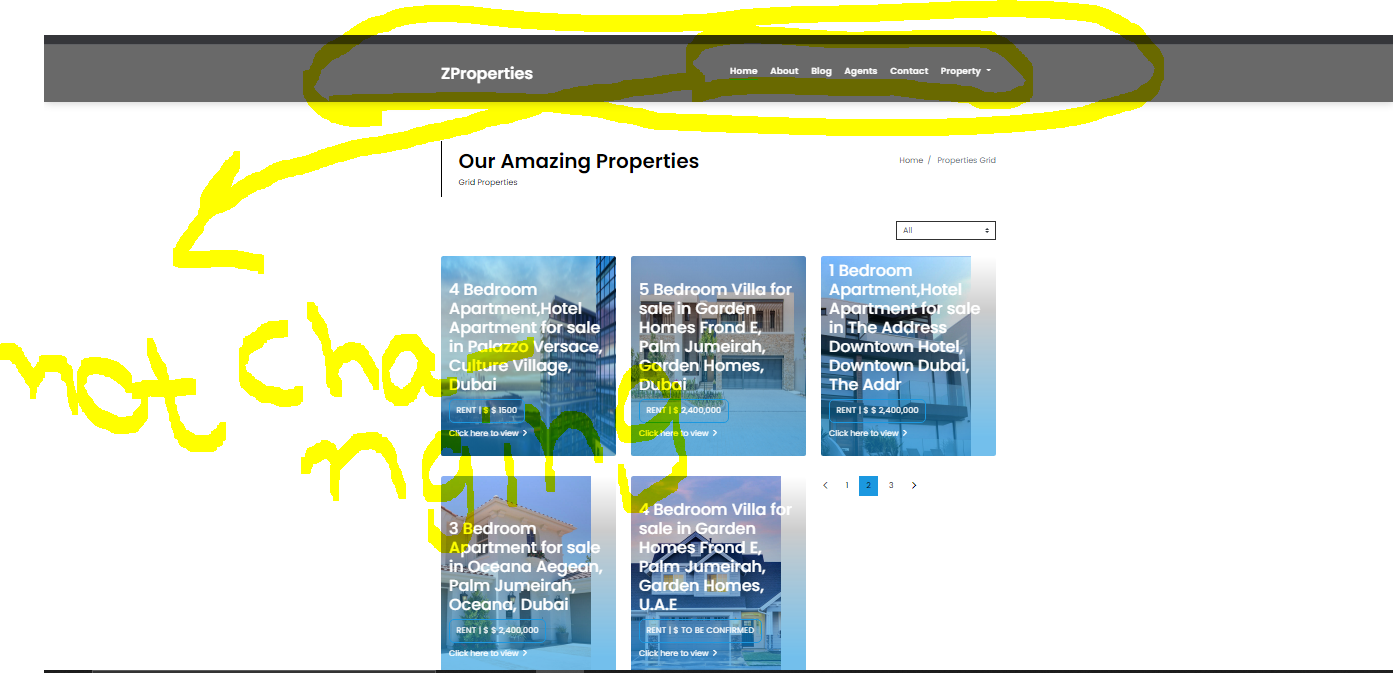 ZProperties
Home About Blog Agents Contact Property
Our Amazing Properties
Grid Properties
Home / Properties Grid
All
4 Bedroom
Apartment,Hotel
Apartment for sale
in Palazzo Versace,
Culture Village,
Dubai
RENT | $ $ 1500
Click here to view >
5 Bedroom Villa for
sale in Garden
Homes Frond E,
Palm Jumeirah,
Garden Homes,
Dubai
RENT | $ 2,400,000
Click here to view >
1 Bedroom
Apartment,Hotel
Apartment for sale
in The Address
Downtown Hotel,
Downtown Dubai,
The Addr
RENT | $ $ 2,400,000
Click here to view >
not cha
nging
3 Bedroom
Apartment for sale
in Oceana Aegean,
Palm Jumeirah,
Oceana, Dubai
RENT | $ $ 2,400,000
Click here to view >
4 Bedroom Villa for
sale in Garden
Homes Frond E,
Palm Jumeirah,
Garden Homes,
U.A.E
RENT | $ TO BE CONFIRMED
Click here to view >
< 1 2 3 >